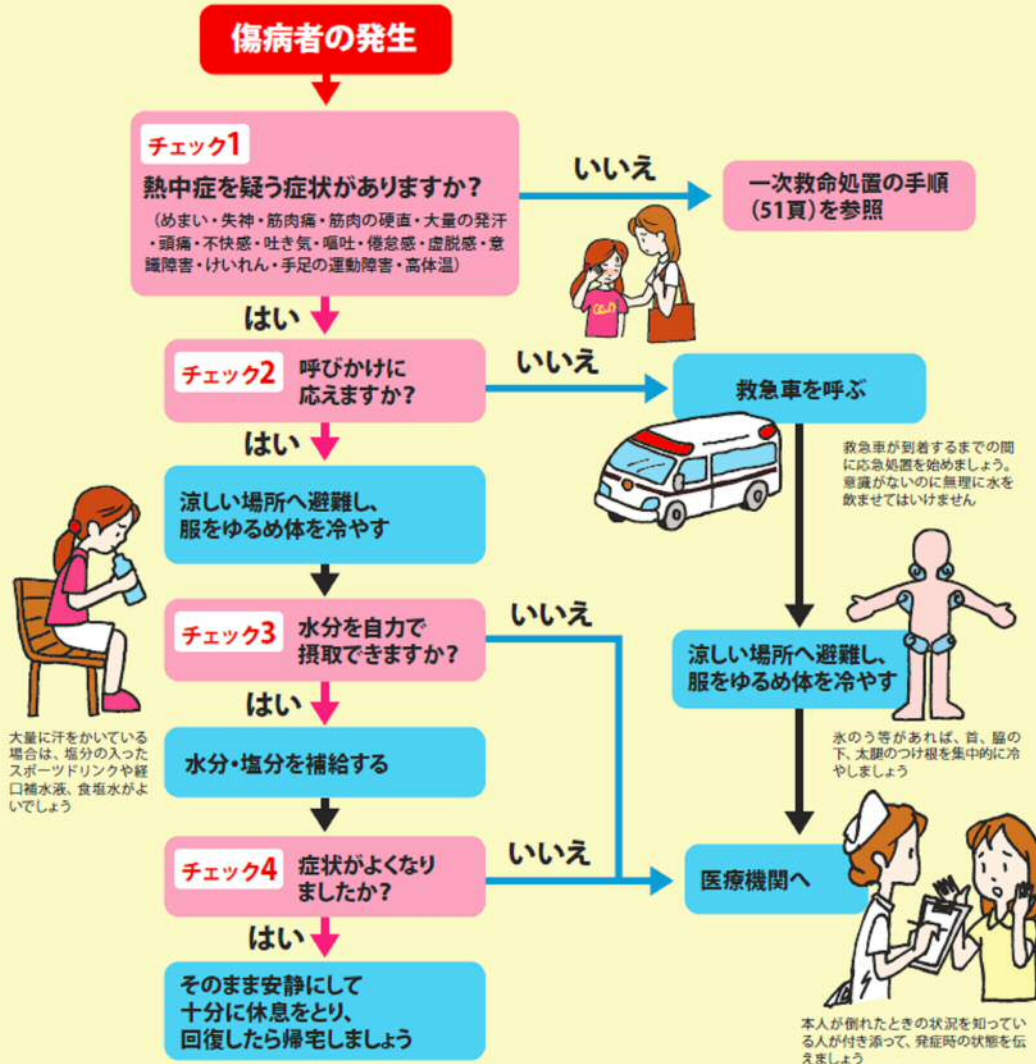 傷病者の発生
チェック1
熱中症を疑う症状がありますか?
(めまい・失神・筋肉痛・筋肉の硬直・大量の発汗
・頭痛・不快感・吐き気・嘔吐・倦怠感・虚脱感・意
識障害・けいれん・手足の運動障害・高体温)
いいえ
一次救命処置の手順
(51頁)を参照
はい
チェック2
呼びかけに
応えますか?
いいえ
救急車を呼ぶ
救急車が到着するまでの間
に応急処置を始めましょう。
意識がないのに無理に水を
飲ませてはいけません
はい
涼しい場所へ避難し、
服をゆるめ体を冷やす
チェック3
水分を自力で
摂取できますか?
いいえ
涼しい場所へ避難し、
服をゆるめ体を冷やす
氷のう等があれば、首、脇の
下、太腿のつけ根を集中的に冷
やしましょう
はい
大量に汗をかいている
場合は、塩分の入った
スポーツドリンクや経
口補水液、食塩水がよ
いでしょう
水分・塩分を補給する
チェック4
症状がよくなり
ましたか?
いいえ
医療機関へ
はい
そのまま安静にして
十分に休息をとり、
回復したら帰宅しましょう
本人が倒れたときの状況を知ってい
る人が付き添って、発症時の状態を伝
えましょう